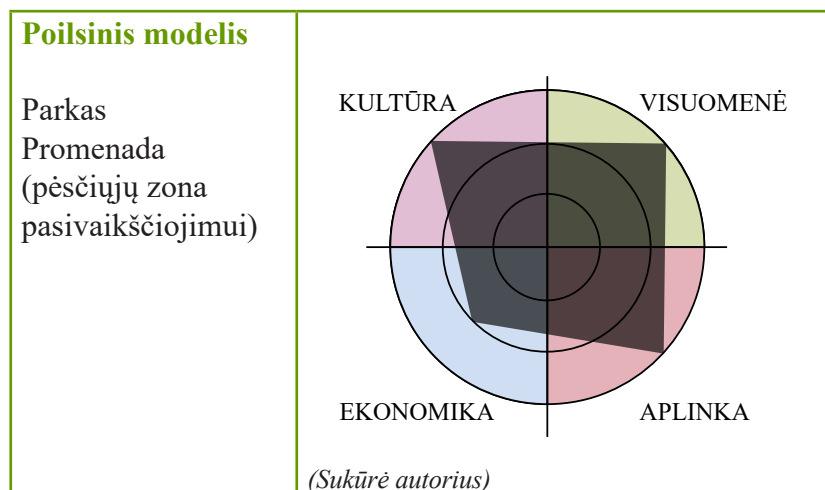 Poilsinis modelis
Parkas
Promenada
(pėsčiųjų zona
pasivaikščiojimui)
KULTŪRA
VISUOMENĖ
EKONOMIKA
APLINKA
(Sukūrė autorius)